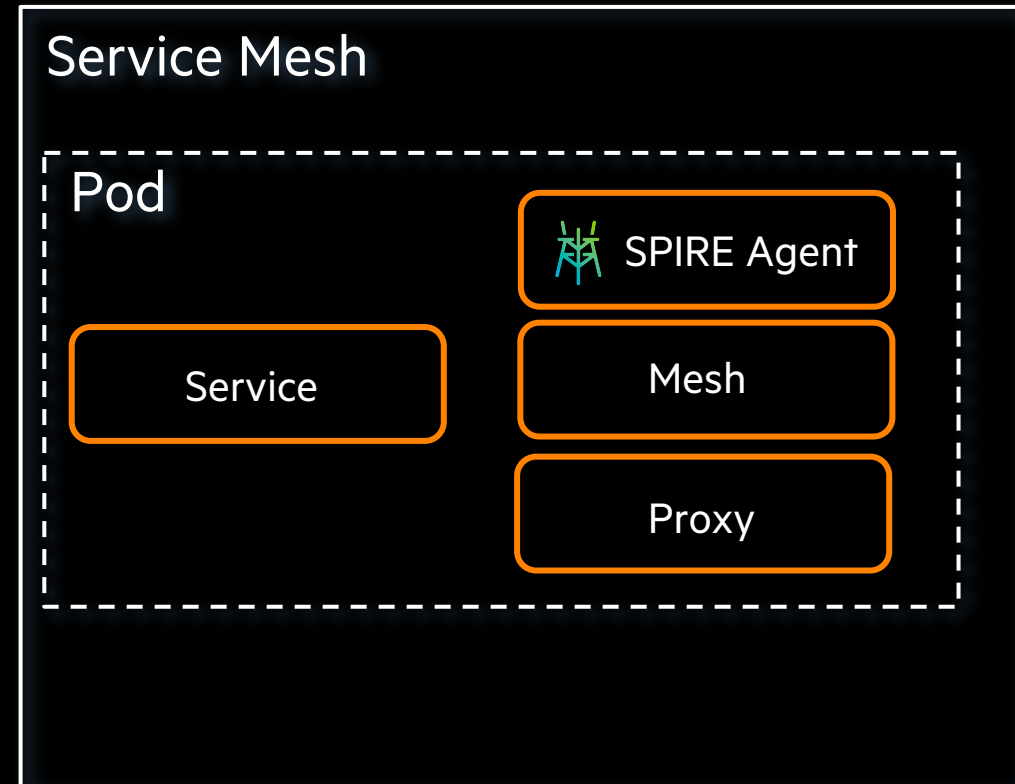 Service Mesh
Pod
SPIRE Agent
Service
Mesh
Proxy